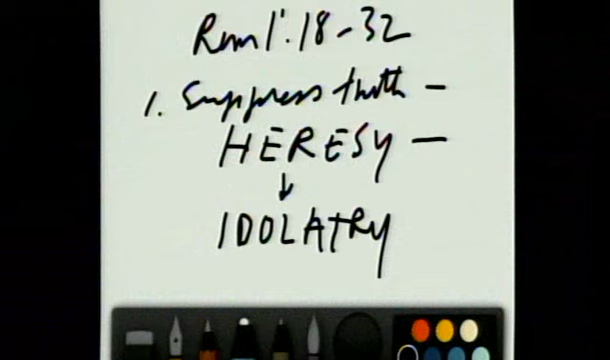 Rom 1:18-32
1. Suppress truth -
HERESY -
↓
IDOLATRY